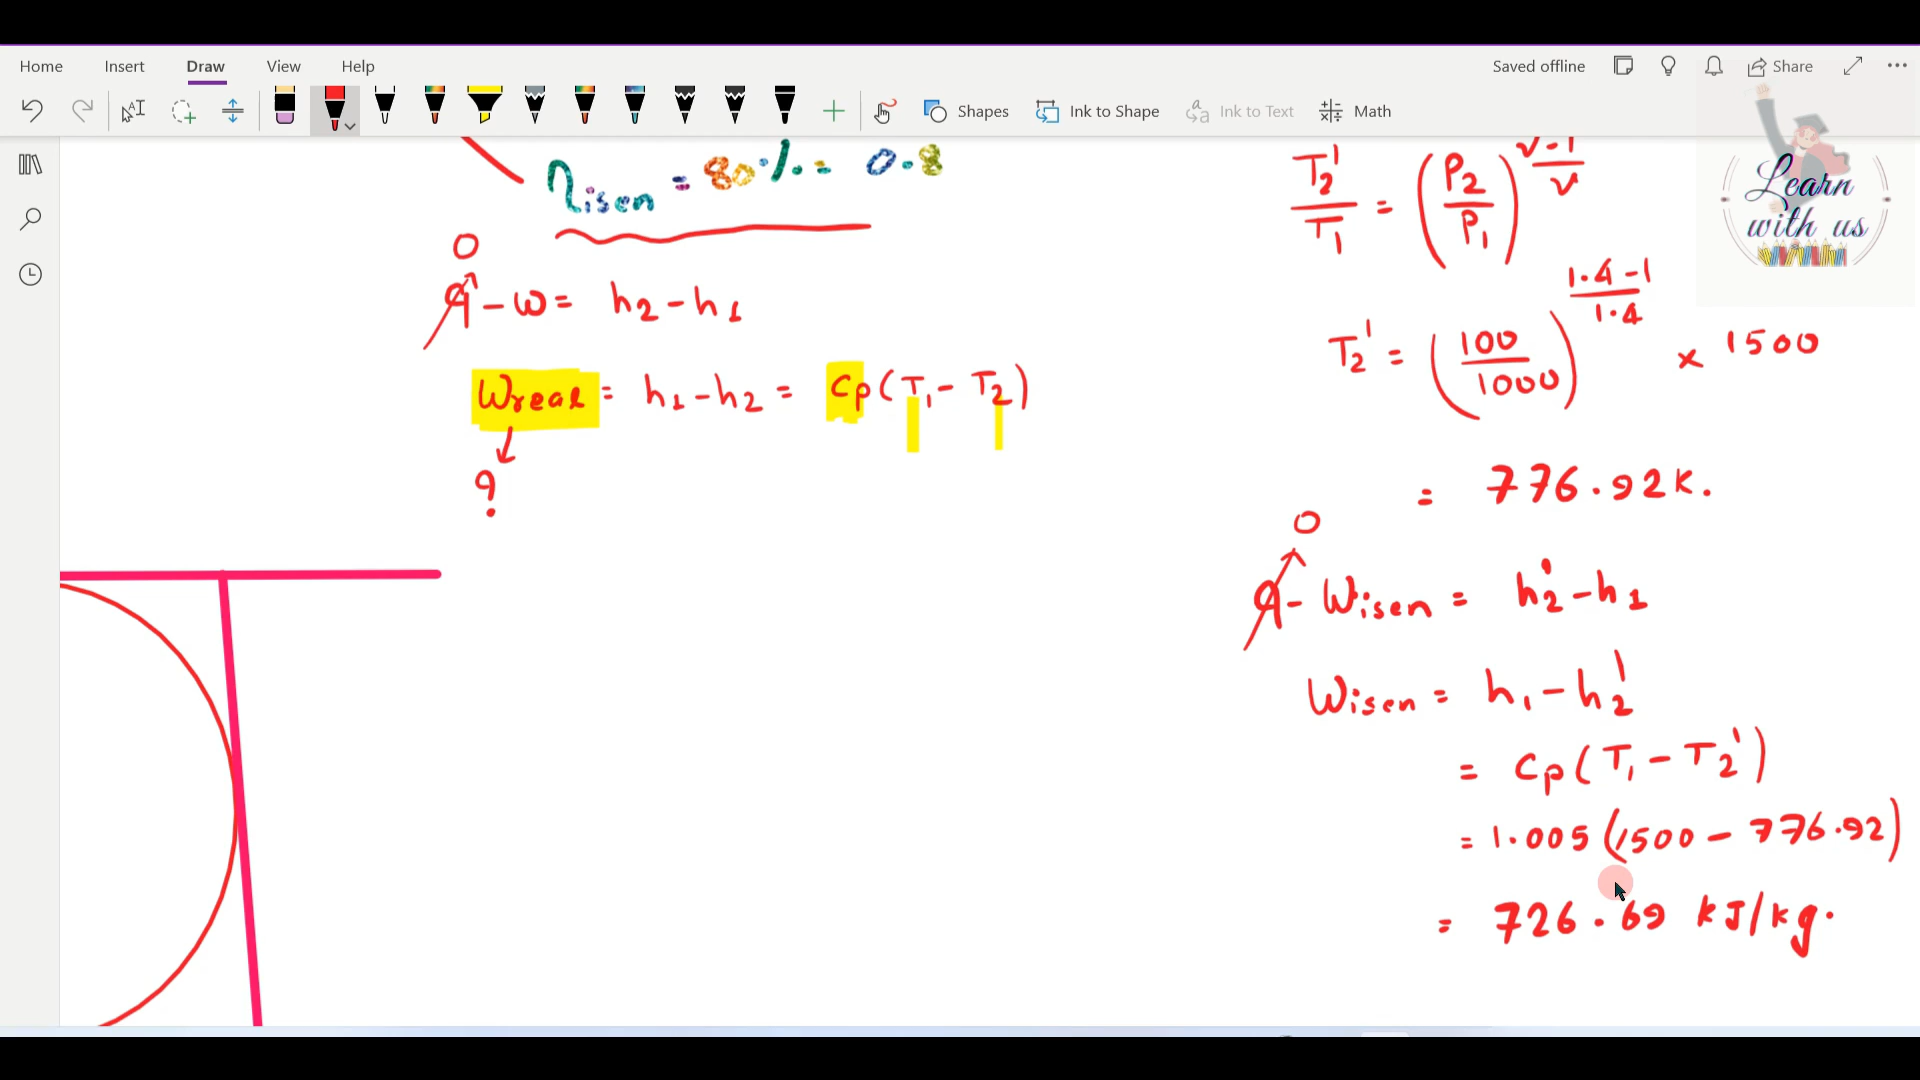 Home Insert Draw View Help
Saved offline Share
Shapes Ink to Shape Ink to Text Math
ηisen = 80% = 0.8
0
q - w = h2 - h1
Wreal = h1 - h2 = Cp(T1 - T2)
?
T2'/T1 = (P2/P1)^(γ-1/γ)
T2' = (100/1000)^(1.4-1/1.4) × 1500
= 776.92K.
0
q - Wisen = h2' - h1
Wisen = h1 - h2'
= Cp(T1 - T2')
= 1.005(1500 - 776.92)
= 726.69 kJ/kg.
Learn
with us